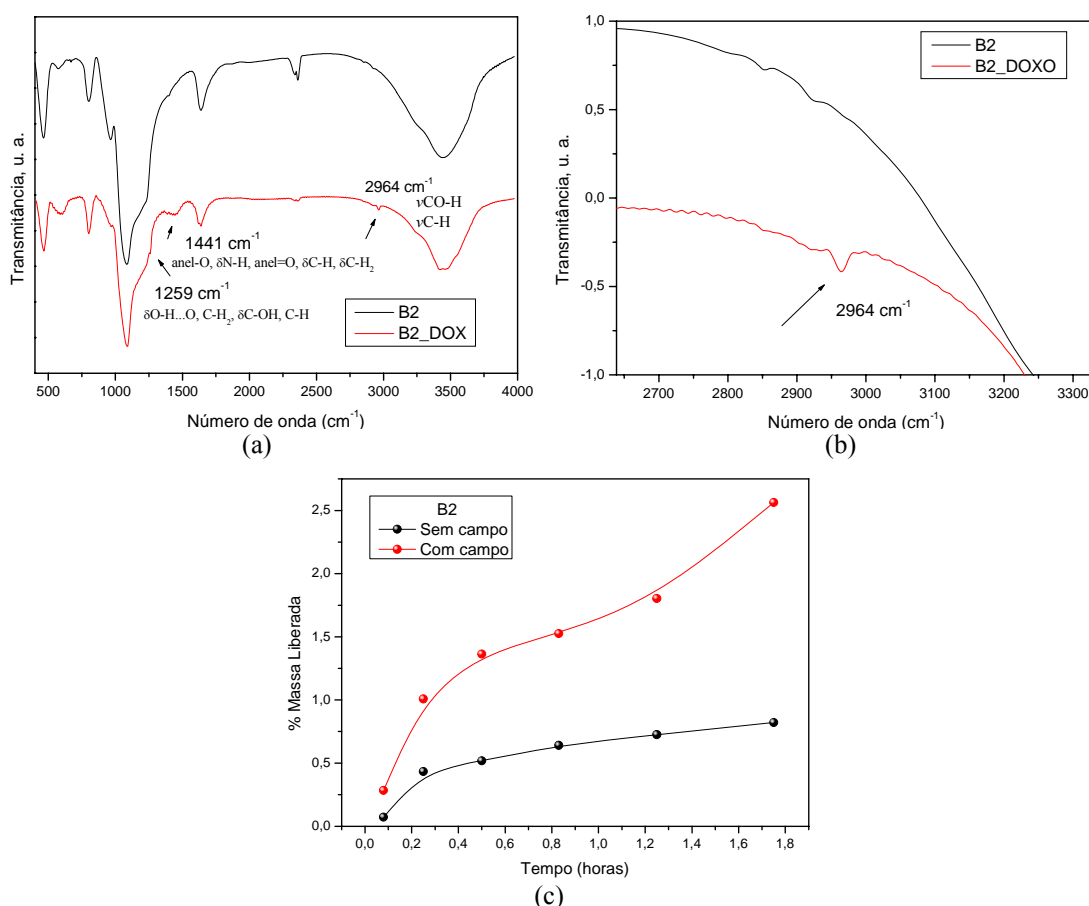 Transmitância, u. a.
2964 cm⁻¹
νCO-H
νC-H
1441 cm⁻¹
anel-O, δN-H, anel=O, δC-H, δC-H₂
1259 cm⁻¹
δO-H...O, C-H₂, δC-OH, C-H
B2
B2_DOX
500 1000 1500 2000 2500 3000 3500 4000
Número de onda (cm⁻¹)
(a)
Transmitância, u. a.
1,0
0,5
0,0
-0,5
-1,0
B2
B2_DOXO
2964 cm⁻¹
2700 2800 2900 3000 3100 3200 3300
Número de onda (cm⁻¹)
(b)
% Massa Liberada
2,5
2,0
1,5
1,0
0,5
0,0
B2
Sem campo
Com campo
0,0 0,2 0,4 0,6 0,8 1,0 1,2 1,4 1,6 1,8
Tempo (horas)
(c)